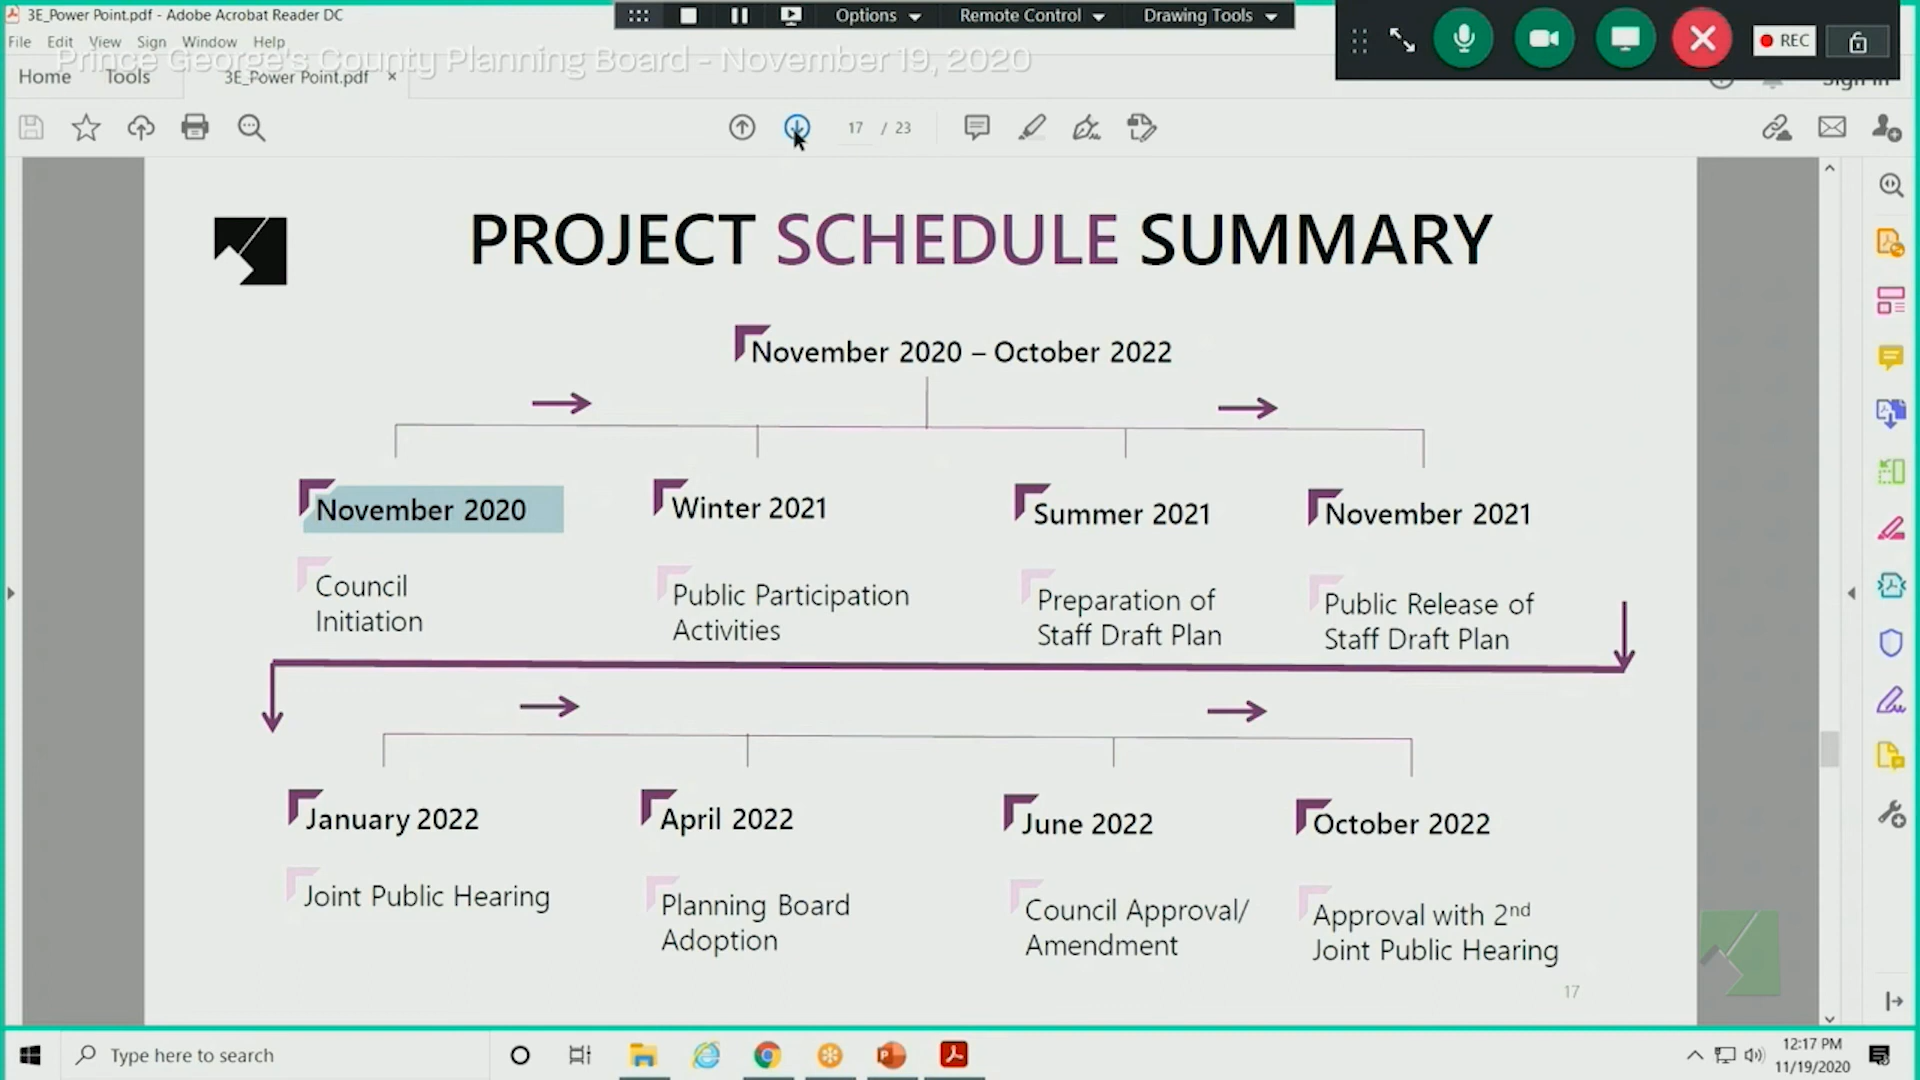 3E_Power Point.pdf - Adobe Acrobat Reader DC
Options
Remote Control
Drawing Tools
REC
File Edit View Sign Window Help
Prince George's County Planning Board - November 19, 2020
Home Tools 3E_Power Point.pdf ×
Sign In
17 / 23
PROJECT SCHEDULE SUMMARY
November 2020 – October 2022
November 2020
Winter 2021
Summer 2021
November 2021
Council
Initiation
Public Participation
Activities
Preparation of
Staff Draft Plan
Public Release of
Staff Draft Plan
January 2022
April 2022
June 2022
October 2022
Joint Public Hearing
Planning Board
Adoption
Council Approval/
Amendment
Approval with 2nd
Joint Public Hearing
17
Type here to search
12:17 PM
11/19/2020